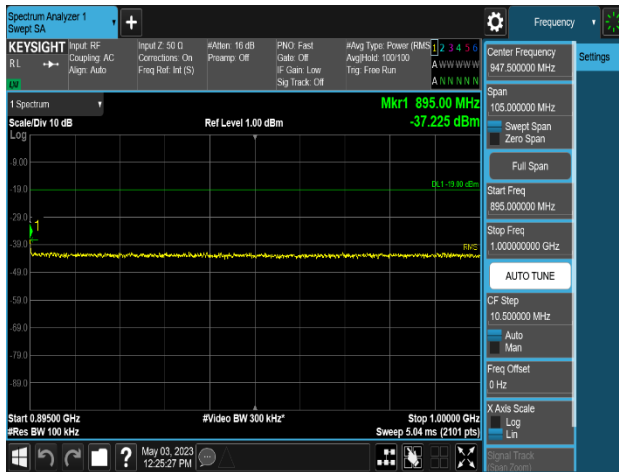 Spectrum Analyzer 1
Swept SA
+
Frequency
KEYSIGHT
RL
Input: RF
Coupling: AC
Align: Auto
Input Z: 50 Ω
Corrections: On
Freq Ref: Int (S)
#Atten: 16 dB
Preamp: Off
PNO: Fast
Gate: Off
IF Gain: Low
Sig Track: Off
#Avg Type: Power (RMS
Avg|Hold: 100/100
Trig: Free Run
1 2 3 4 5 6
A W W W W W
A N N N N N
Settings
1 Spectrum
Scale/Div 10 dB
Log
Ref Level 1.00 dBm
Mkr1 895.00 MHz
-37.225 dBm
-9.00
-19.0
-29.0
-39.0
-49.0
-59.0
-69.0
-79.0
-89.0
DL1 -19.00 dBm
1
RMS
Start 0.89500 GHz
#Res BW 100 kHz
#Video BW 300 kHz*
Stop 1.00000 GHz
Sweep 5.04 ms (2101 pts)
Center Frequency
947.500000 MHz
Span
105.000000 MHz
Swept Span
Zero Span
Full Span
Start Freq
895.000000 MHz
Stop Freq
1.000000000 GHz
AUTO TUNE
CF Step
10.500000 MHz
Auto
Man
Freq Offset
0 Hz
X Axis Scale
Log
Lin
Signal Track
(Span Zoom)
?
May 03, 2023
12:25:27 PM